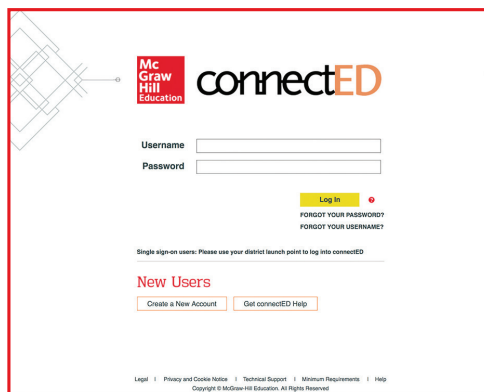 Mc
Graw
Hill
Education
connectED
Username
Password
Log In ?
FORGOT YOUR PASSWORD?
FORGOT YOUR USERNAME?
Single sign-on users: Please use your district launch point to log into connectED
New Users
Create a New Account Get connectED Help
Legal | Privacy and Cookie Notice | Technical Support | Minimum Requirements | Help
Copyright © McGraw-Hill Education. All Rights Reserved